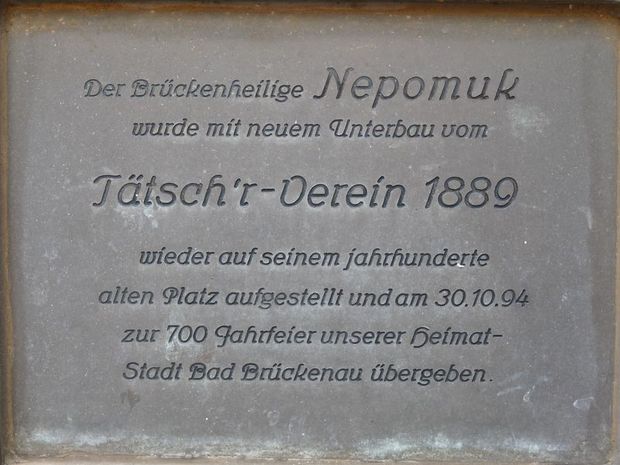 Der Brückenheilige Nepomuk
wurde mit neuem Unterbau vom
Tätsch'r-Verein 1889
wieder auf seinem jahrhunderte
alten Platz aufgestellt und am 30.10.94
zur 700 Jahrfeier unserer Heimat-
Stadt Bad Brückenau übergeben.